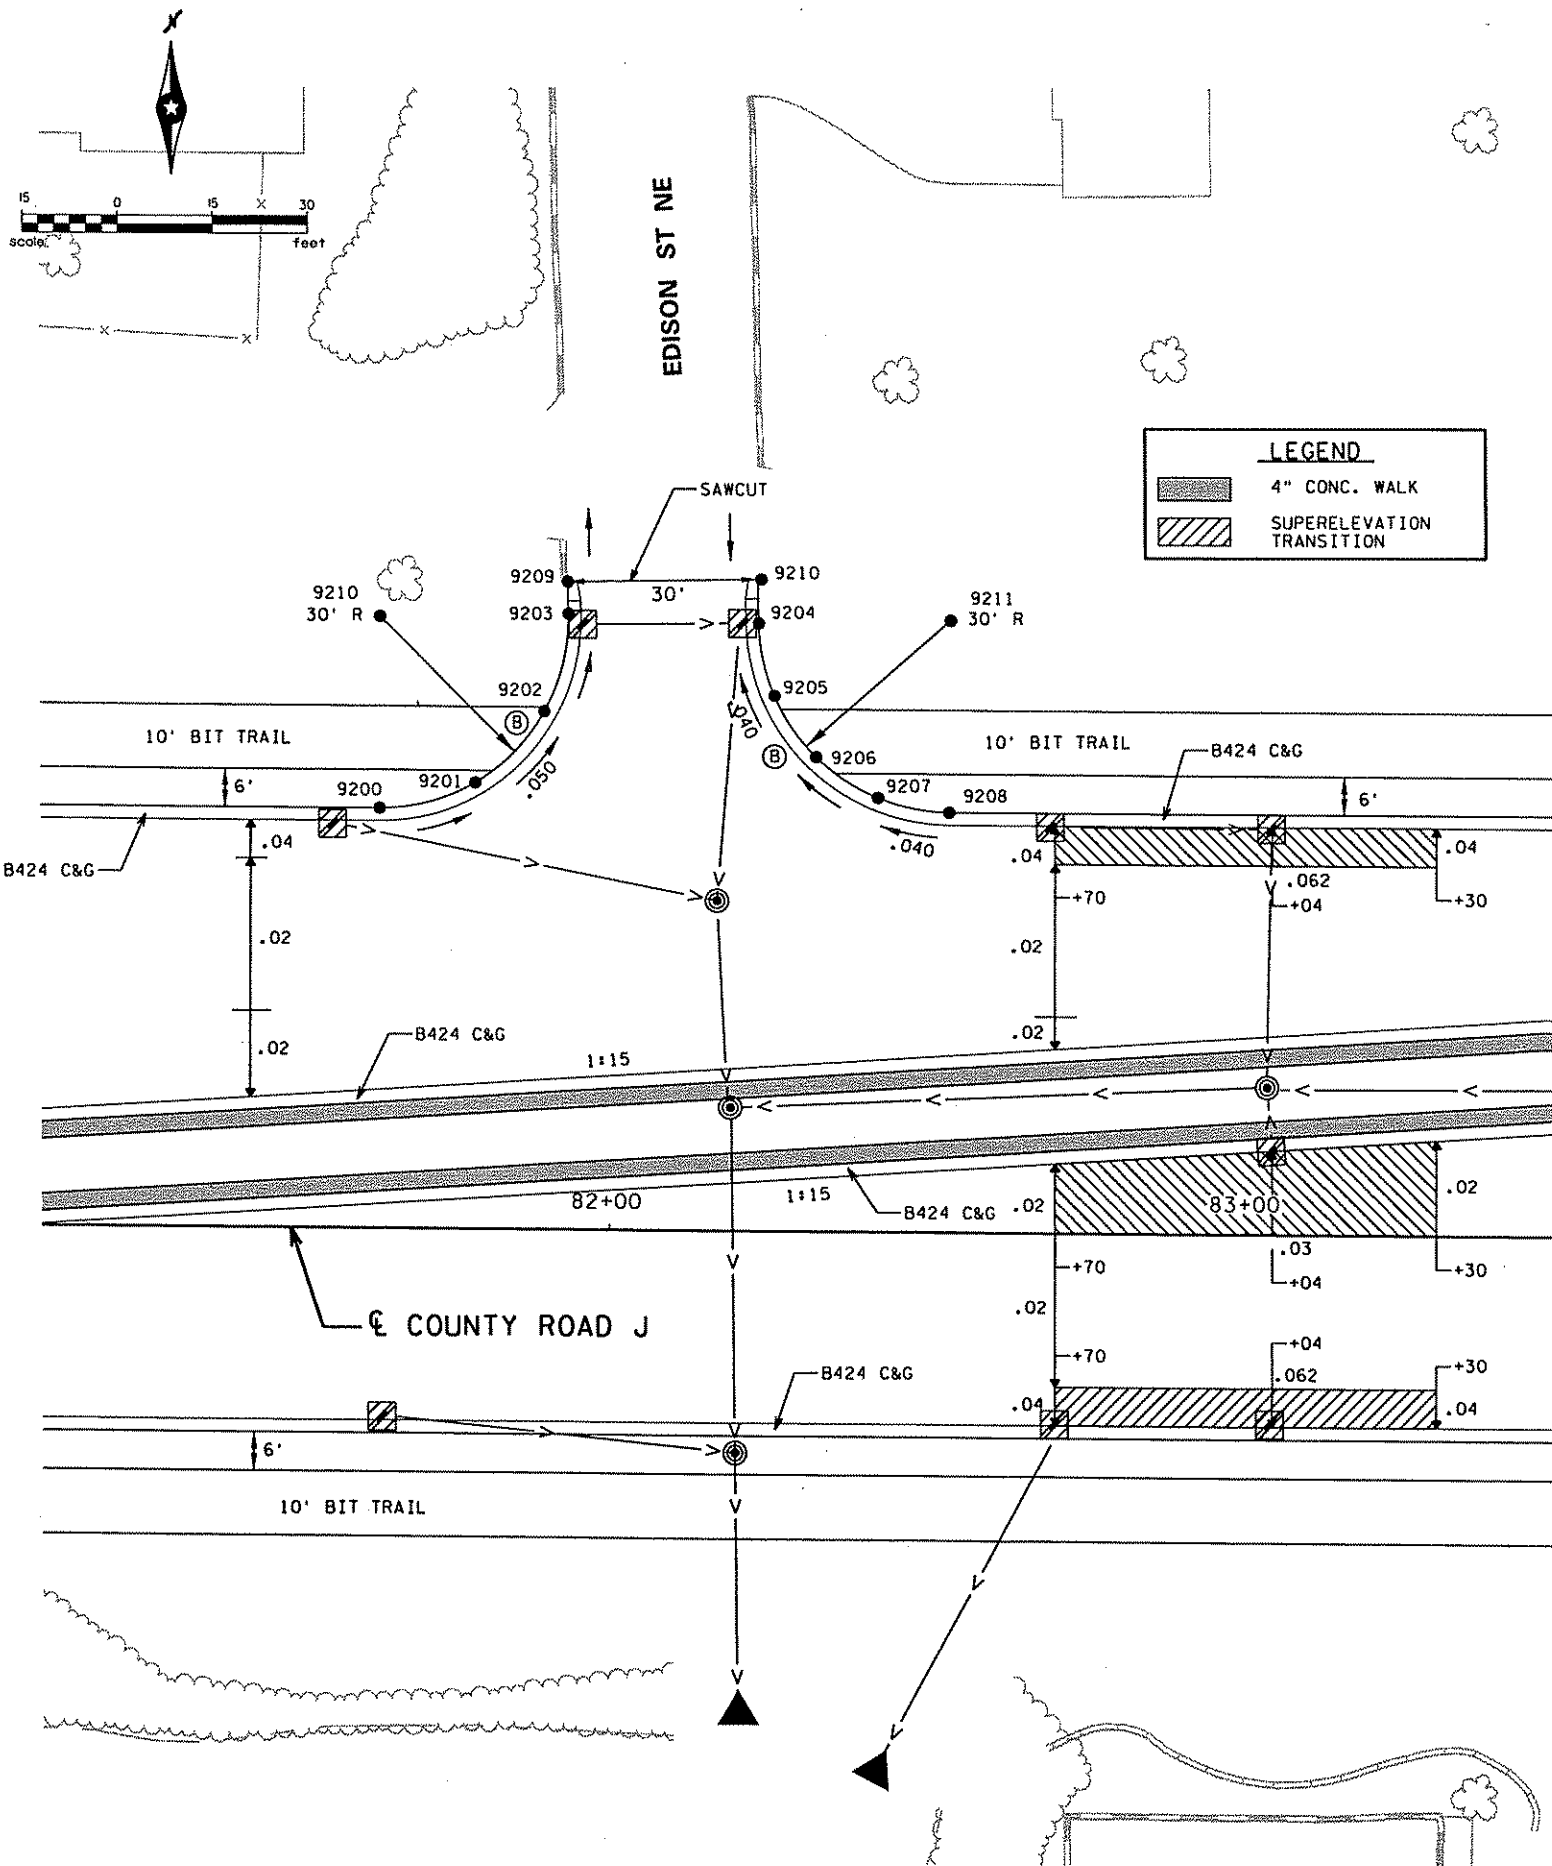 N
15 0 15 30
scale: feet
EDISON ST NE
LEGEND
4" CONC. WALK
SUPERELEVATION
TRANSITION
SAWCUT
9209
9210
30'
9210
30' R
9203
9204
9211
30' R
9202
9205
B
.040
10' BIT TRAIL
B
9206
10' BIT TRAIL
B424 C&G
6'
9201
.050
9200
9207
9208
6'
.04
B424 C&G
.040
.04
.04
.062
+70
+04
+30
.02
.02
B424 C&G
.02
.02
1:15
82+00
1:15
B424 C&G
.02
83+00
.02
.03
+70
+04
+30
℄ COUNTY ROAD J
.02
+04
+70
+30
B424 C&G
.062
.04
.04
6'
10' BIT TRAIL